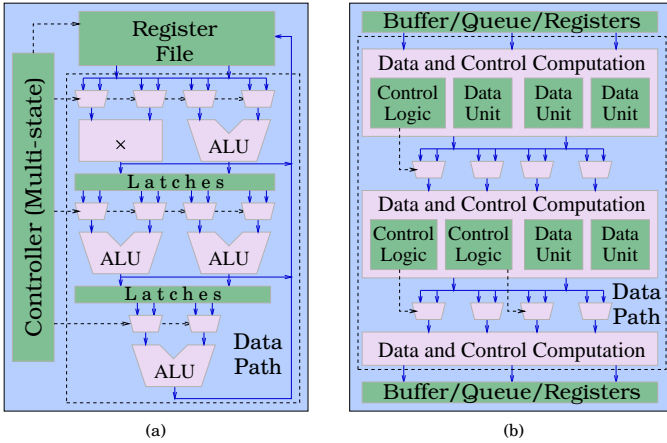 Register
File
Controller (Multi-state)
×
ALU
Latches
ALU
ALU
Latches
ALU
Data
Path
(a)
Buffer/Queue/Registers
Data and Control Computation
Control
Logic
Data
Unit
Data
Unit
Data
Unit
Data and Control Computation
Control
Logic
Control
Logic
Data
Unit
Data
Unit
Data
Path
Data and Control Computation
Buffer/Queue/Registers
(b)